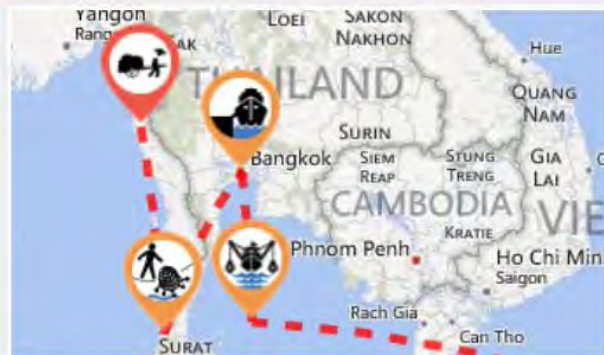 Yangon
LOEI
SAKON
NAKHON
Hue
THAILAND
QUANG
NAM
SURIN
Bangkok
SIEM
REAP
STUNG
TRENG
GIA
LAI
CAMBODIA
KRATIE
Phnom Penh
Ho Chi Minh
Saigon
Rach Gia
Can Tho
SURAT